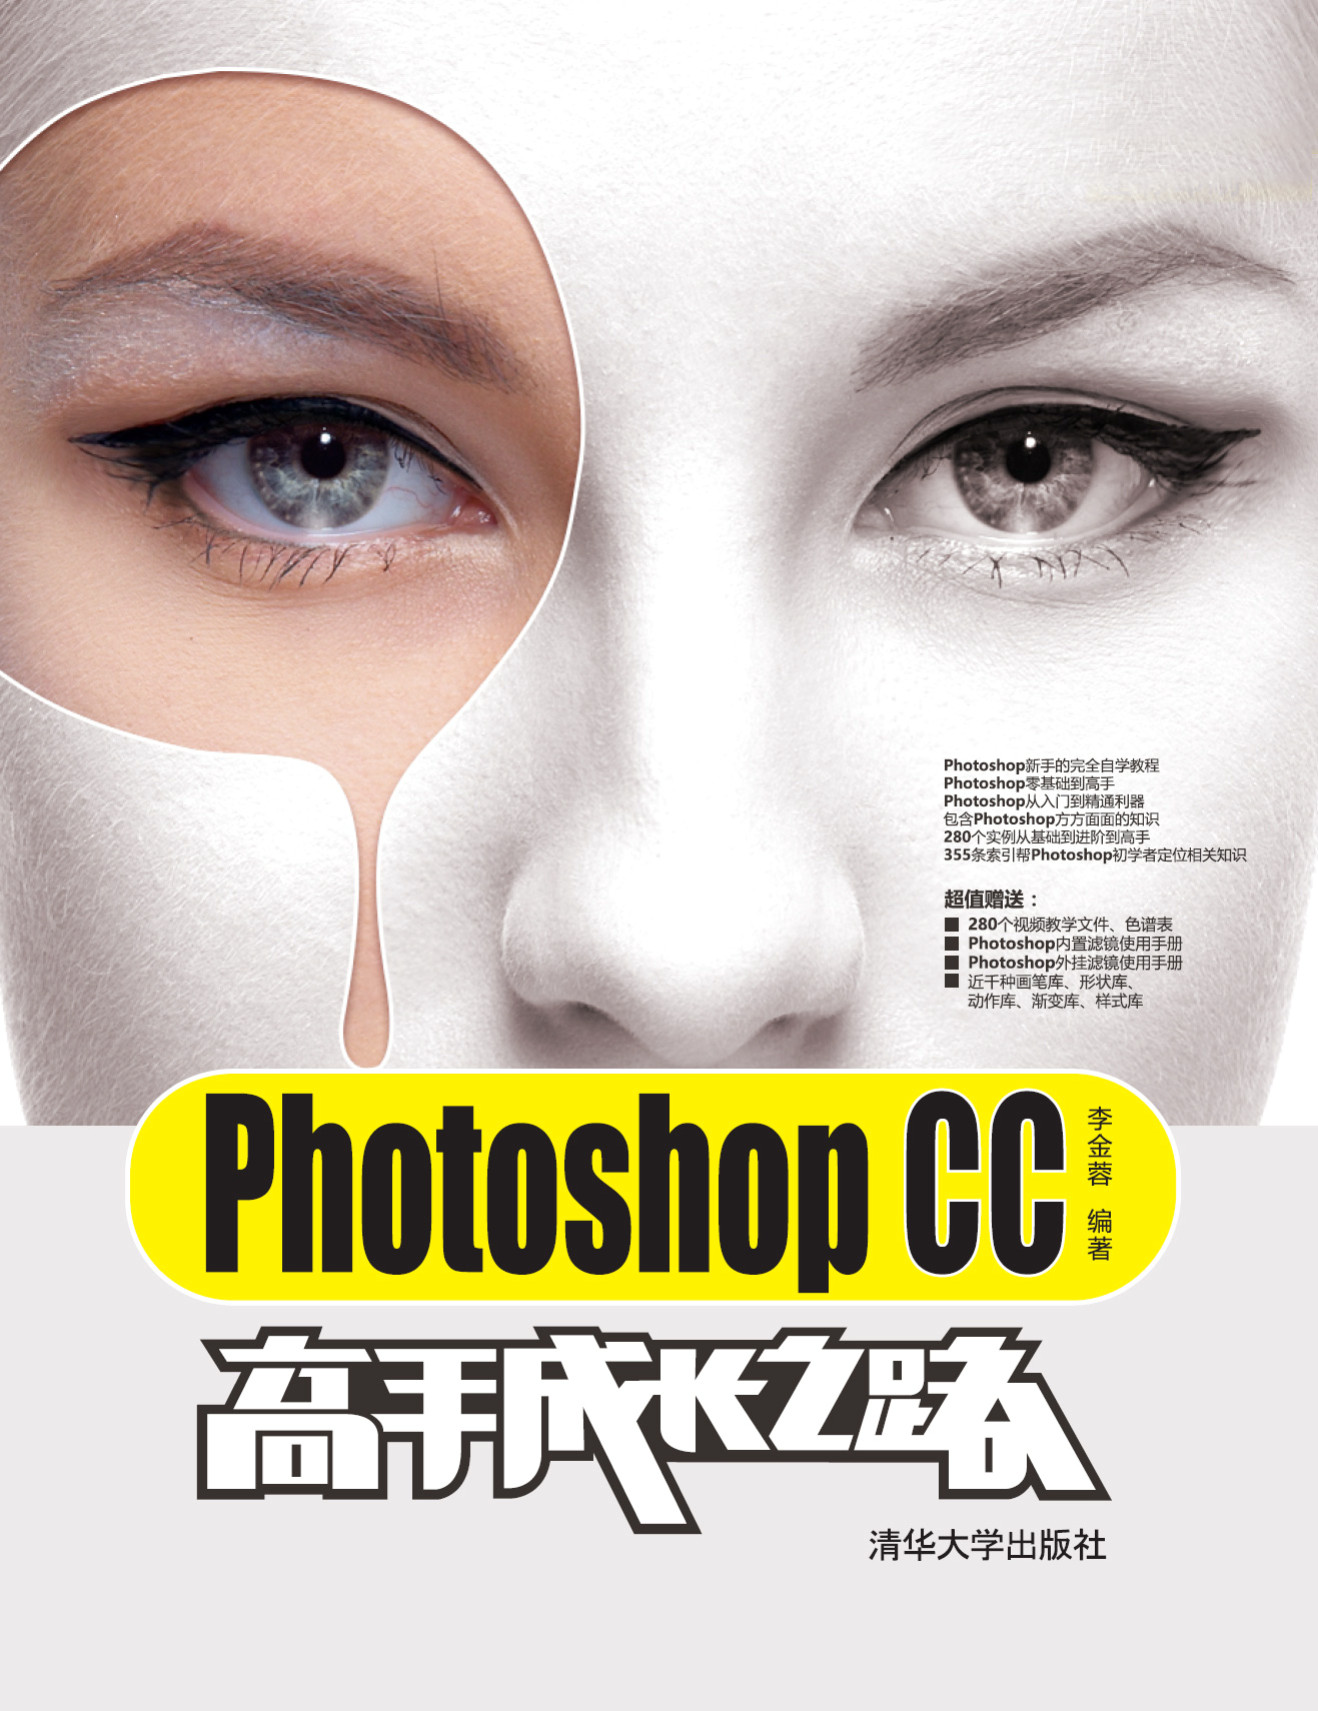 Photoshop新手的完全自学教程
Photoshop零基础到高手
Photoshop从入门到精通利器
包含Photoshop方方面面的知识
280个实例从基础到进阶到高手
355条索引帮Photoshop初学者定位相关知识
超值赠送：
280个视频教学文件、色谱表
Photoshop内置滤镜使用手册
Photoshop外挂滤镜使用手册
近千种画笔库、形状库、
动作库、渐变库、样式库
Photoshop CC
李金蓉 编著
高手成长之路
清华大学出版社